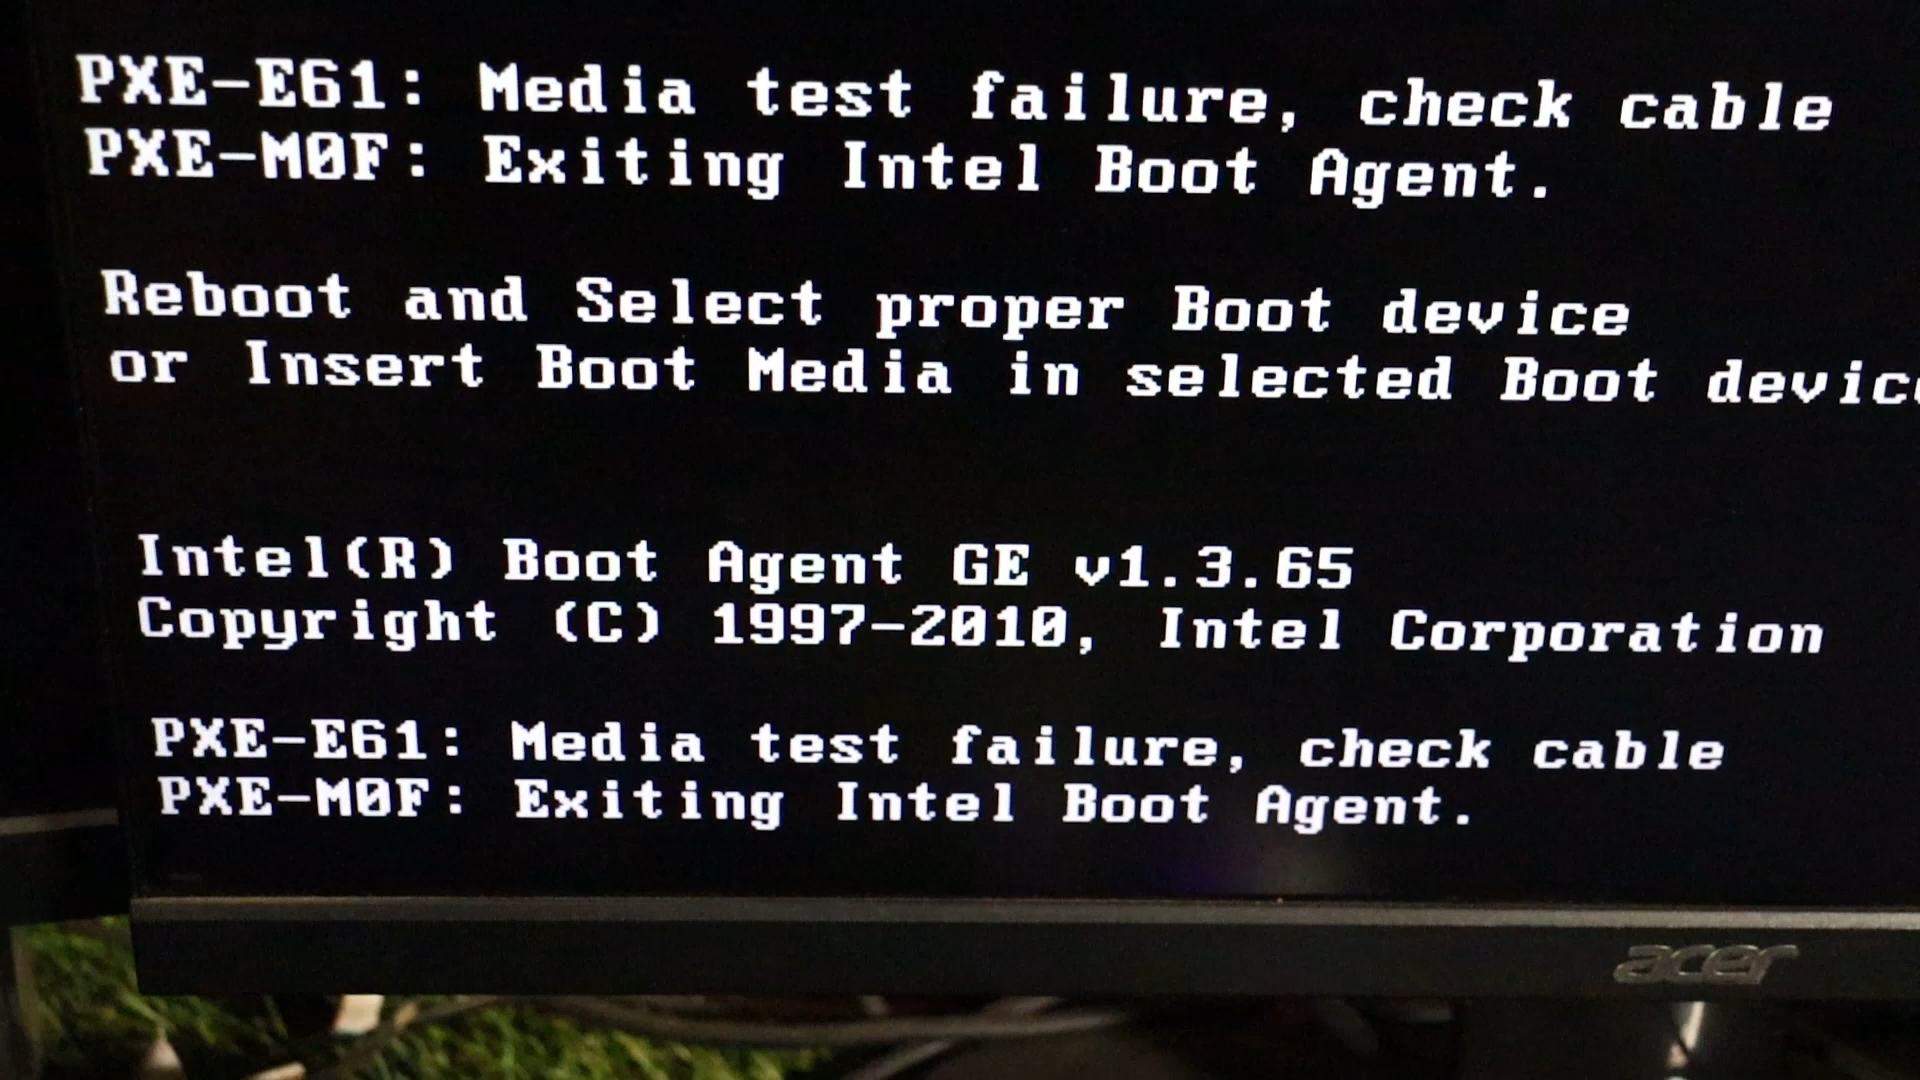 PXE-E61: Media test failure, check cable
PXE-M0F: Exiting Intel Boot Agent.
Reboot and Select proper Boot device
or Insert Boot Media in selected Boot devic
Intel(R) Boot Agent GE v1.3.65
Copyright (C) 1997-2010, Intel Corporation
PXE-E61: Media test failure, check cable
PXE-M0F: Exiting Intel Boot Agent.
acer